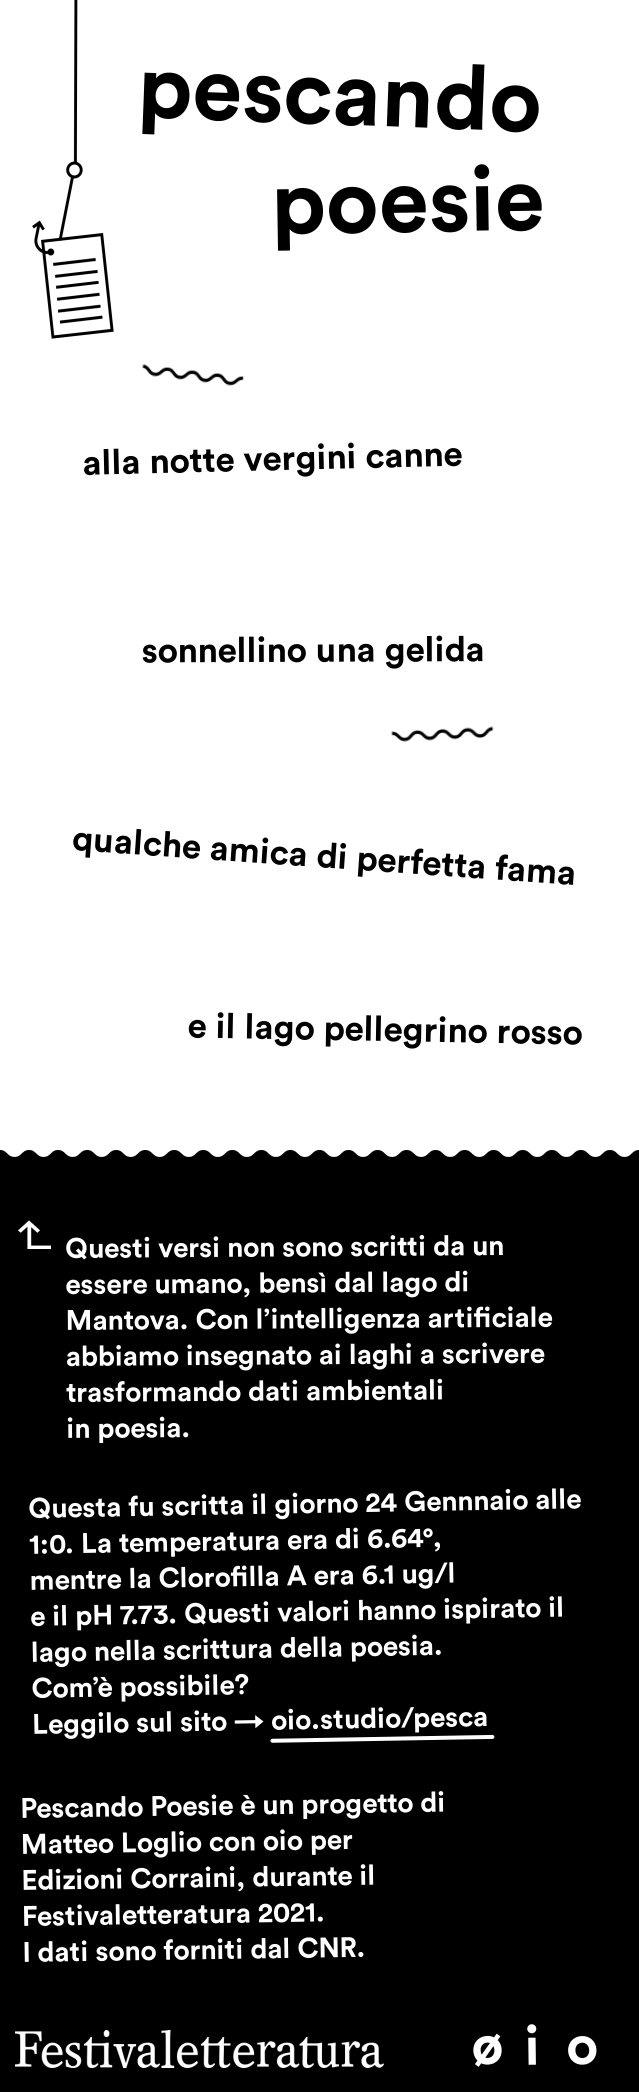 pescando
poesie
alla notte vergini canne
sonnellino una gelida
qualche amica di perfetta fama
e il lago pellegrino rosso
Questi versi non sono scritti da un
essere umano, bensì dal lago di
Mantova. Con l’intelligenza artificiale
abbiamo insegnato ai laghi a scrivere
trasformando dati ambientali
in poesia.
Questa fu scritta il giorno 24 Gennnaio alle
1:0. La temperatura era di 6.64°,
mentre la Clorofilla A era 6.1 ug/l
e il pH 7.73. Questi valori hanno ispirato il
lago nella scrittura della poesia.
Com’è possibile?
Leggilo sul sito → oio.studio/pesca
Pescando Poesie è un progetto di
Matteo Loglio con oio per
Edizioni Corraini, durante il
Festivaletteratura 2021.
I dati sono forniti dal CNR.
Festivaletteratura ø i o